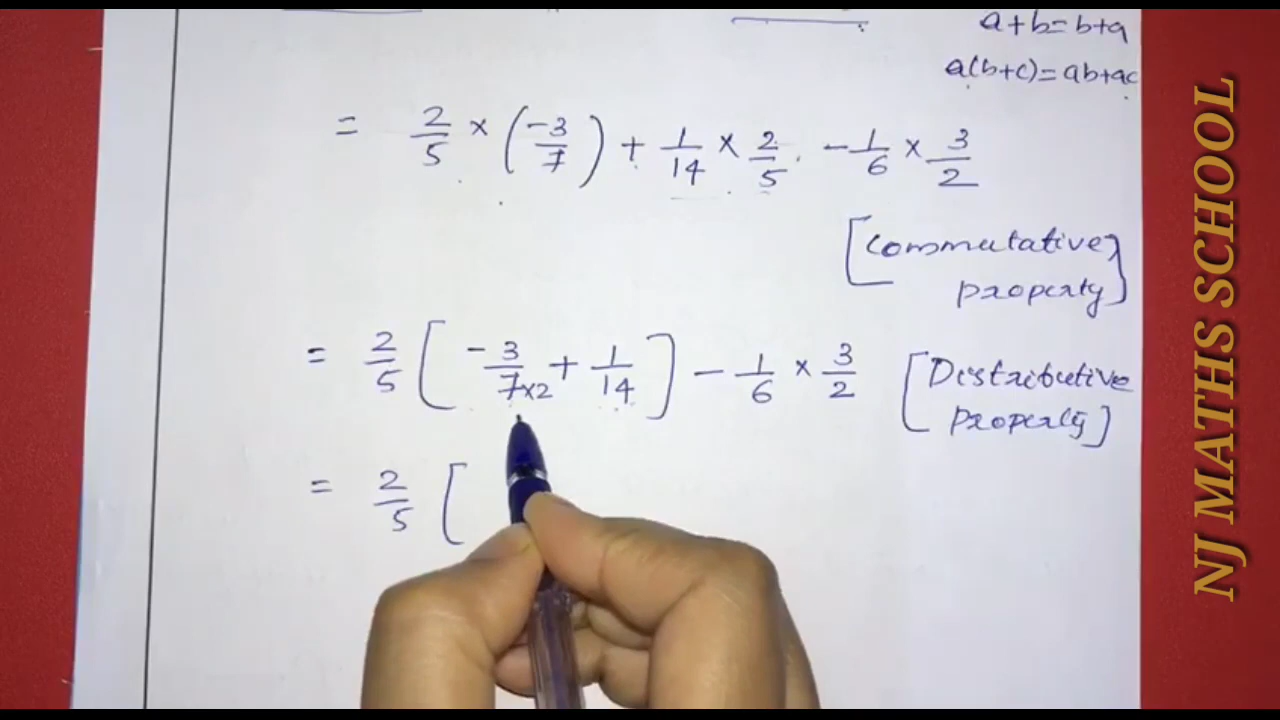 a+b=b+a
a(b+c)=ab+ac
= 2/5 × (-3/7) + 1/14 × 2/5 - 1/6 × 3/2
[Commutative
property]
= 2/5 [ -3/7×2 + 1/14 ] - 1/6 × 3/2 [Distributive
property]
= 2/5 [
NJ MATHS SCHOOL